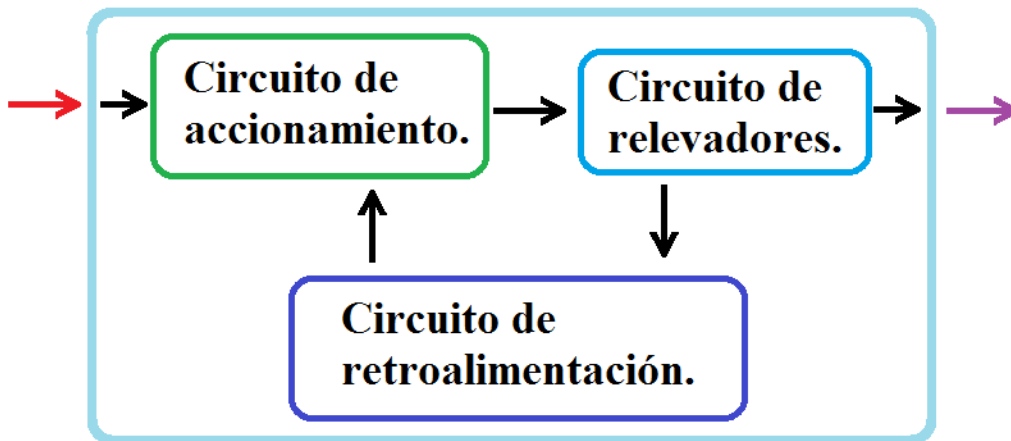 Circuito de
accionamiento.
Circuito de
relevadores.
Circuito de
retroalimentación.